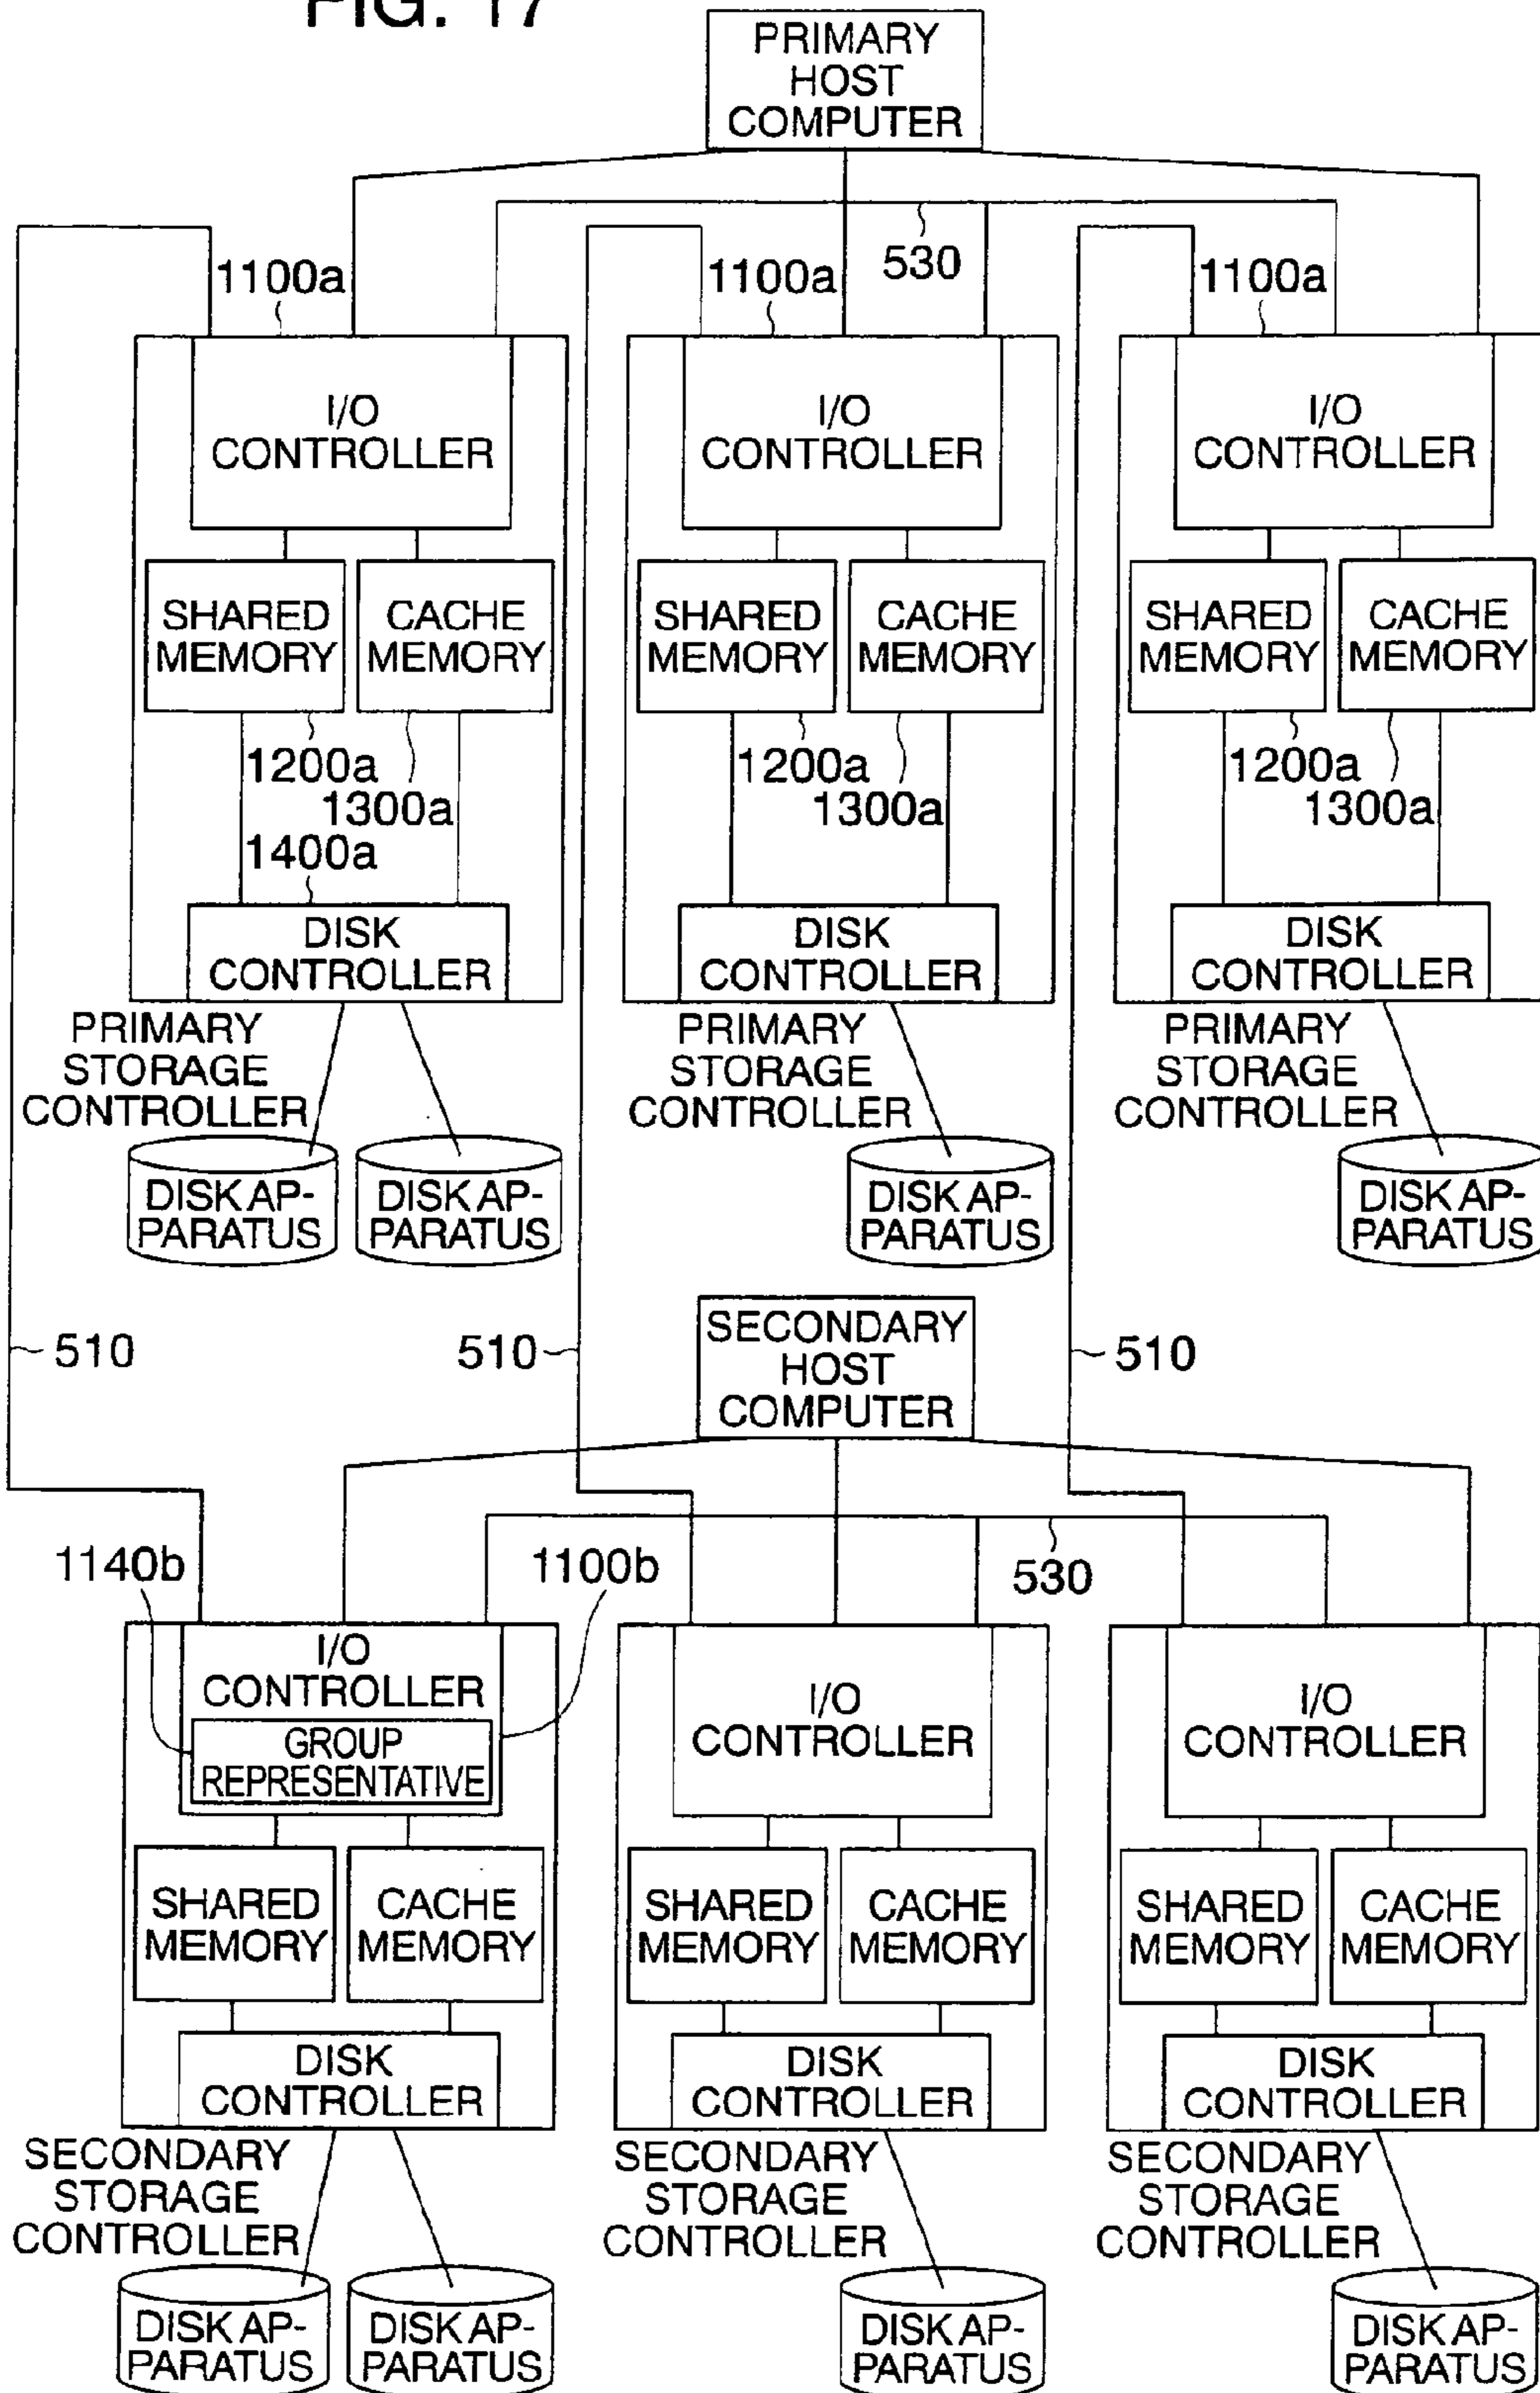 FIG. 17
PRIMARY
HOST
COMPUTER
530
1100a
1100a
1100a
I/O
CONTROLLER
I/O
CONTROLLER
I/O
CONTROLLER
SHARED
MEMORY
CACHE
MEMORY
SHARED
MEMORY
CACHE
MEMORY
SHARED
MEMORY
CACHE
MEMORY
1200a
1300a
1400a
1200a
1300a
1200a
1300a
DISK
CONTROLLER
DISK
CONTROLLER
DISK
CONTROLLER
PRIMARY
STORAGE
CONTROLLER
PRIMARY
STORAGE
CONTROLLER
PRIMARY
STORAGE
CONTROLLER
DISK AP-
PARATUS
DISK AP-
PARATUS
DISK AP-
PARATUS
DISK AP-
PARATUS
510
510
510
SECONDARY
HOST
COMPUTER
530
1140b
1100b
I/O
CONTROLLER
GROUP
REPRESENTATIVE
I/O
CONTROLLER
I/O
CONTROLLER
SHARED
MEMORY
CACHE
MEMORY
SHARED
MEMORY
CACHE
MEMORY
SHARED
MEMORY
CACHE
MEMORY
DISK
CONTROLLER
DISK
CONTROLLER
DISK
CONTROLLER
SECONDARY
STORAGE
CONTROLLER
SECONDARY
STORAGE
CONTROLLER
SECONDARY
STORAGE
CONTROLLER
DISK AP-
PARATUS
DISK AP-
PARATUS
DISK AP-
PARATUS
DISK AP-
PARATUS